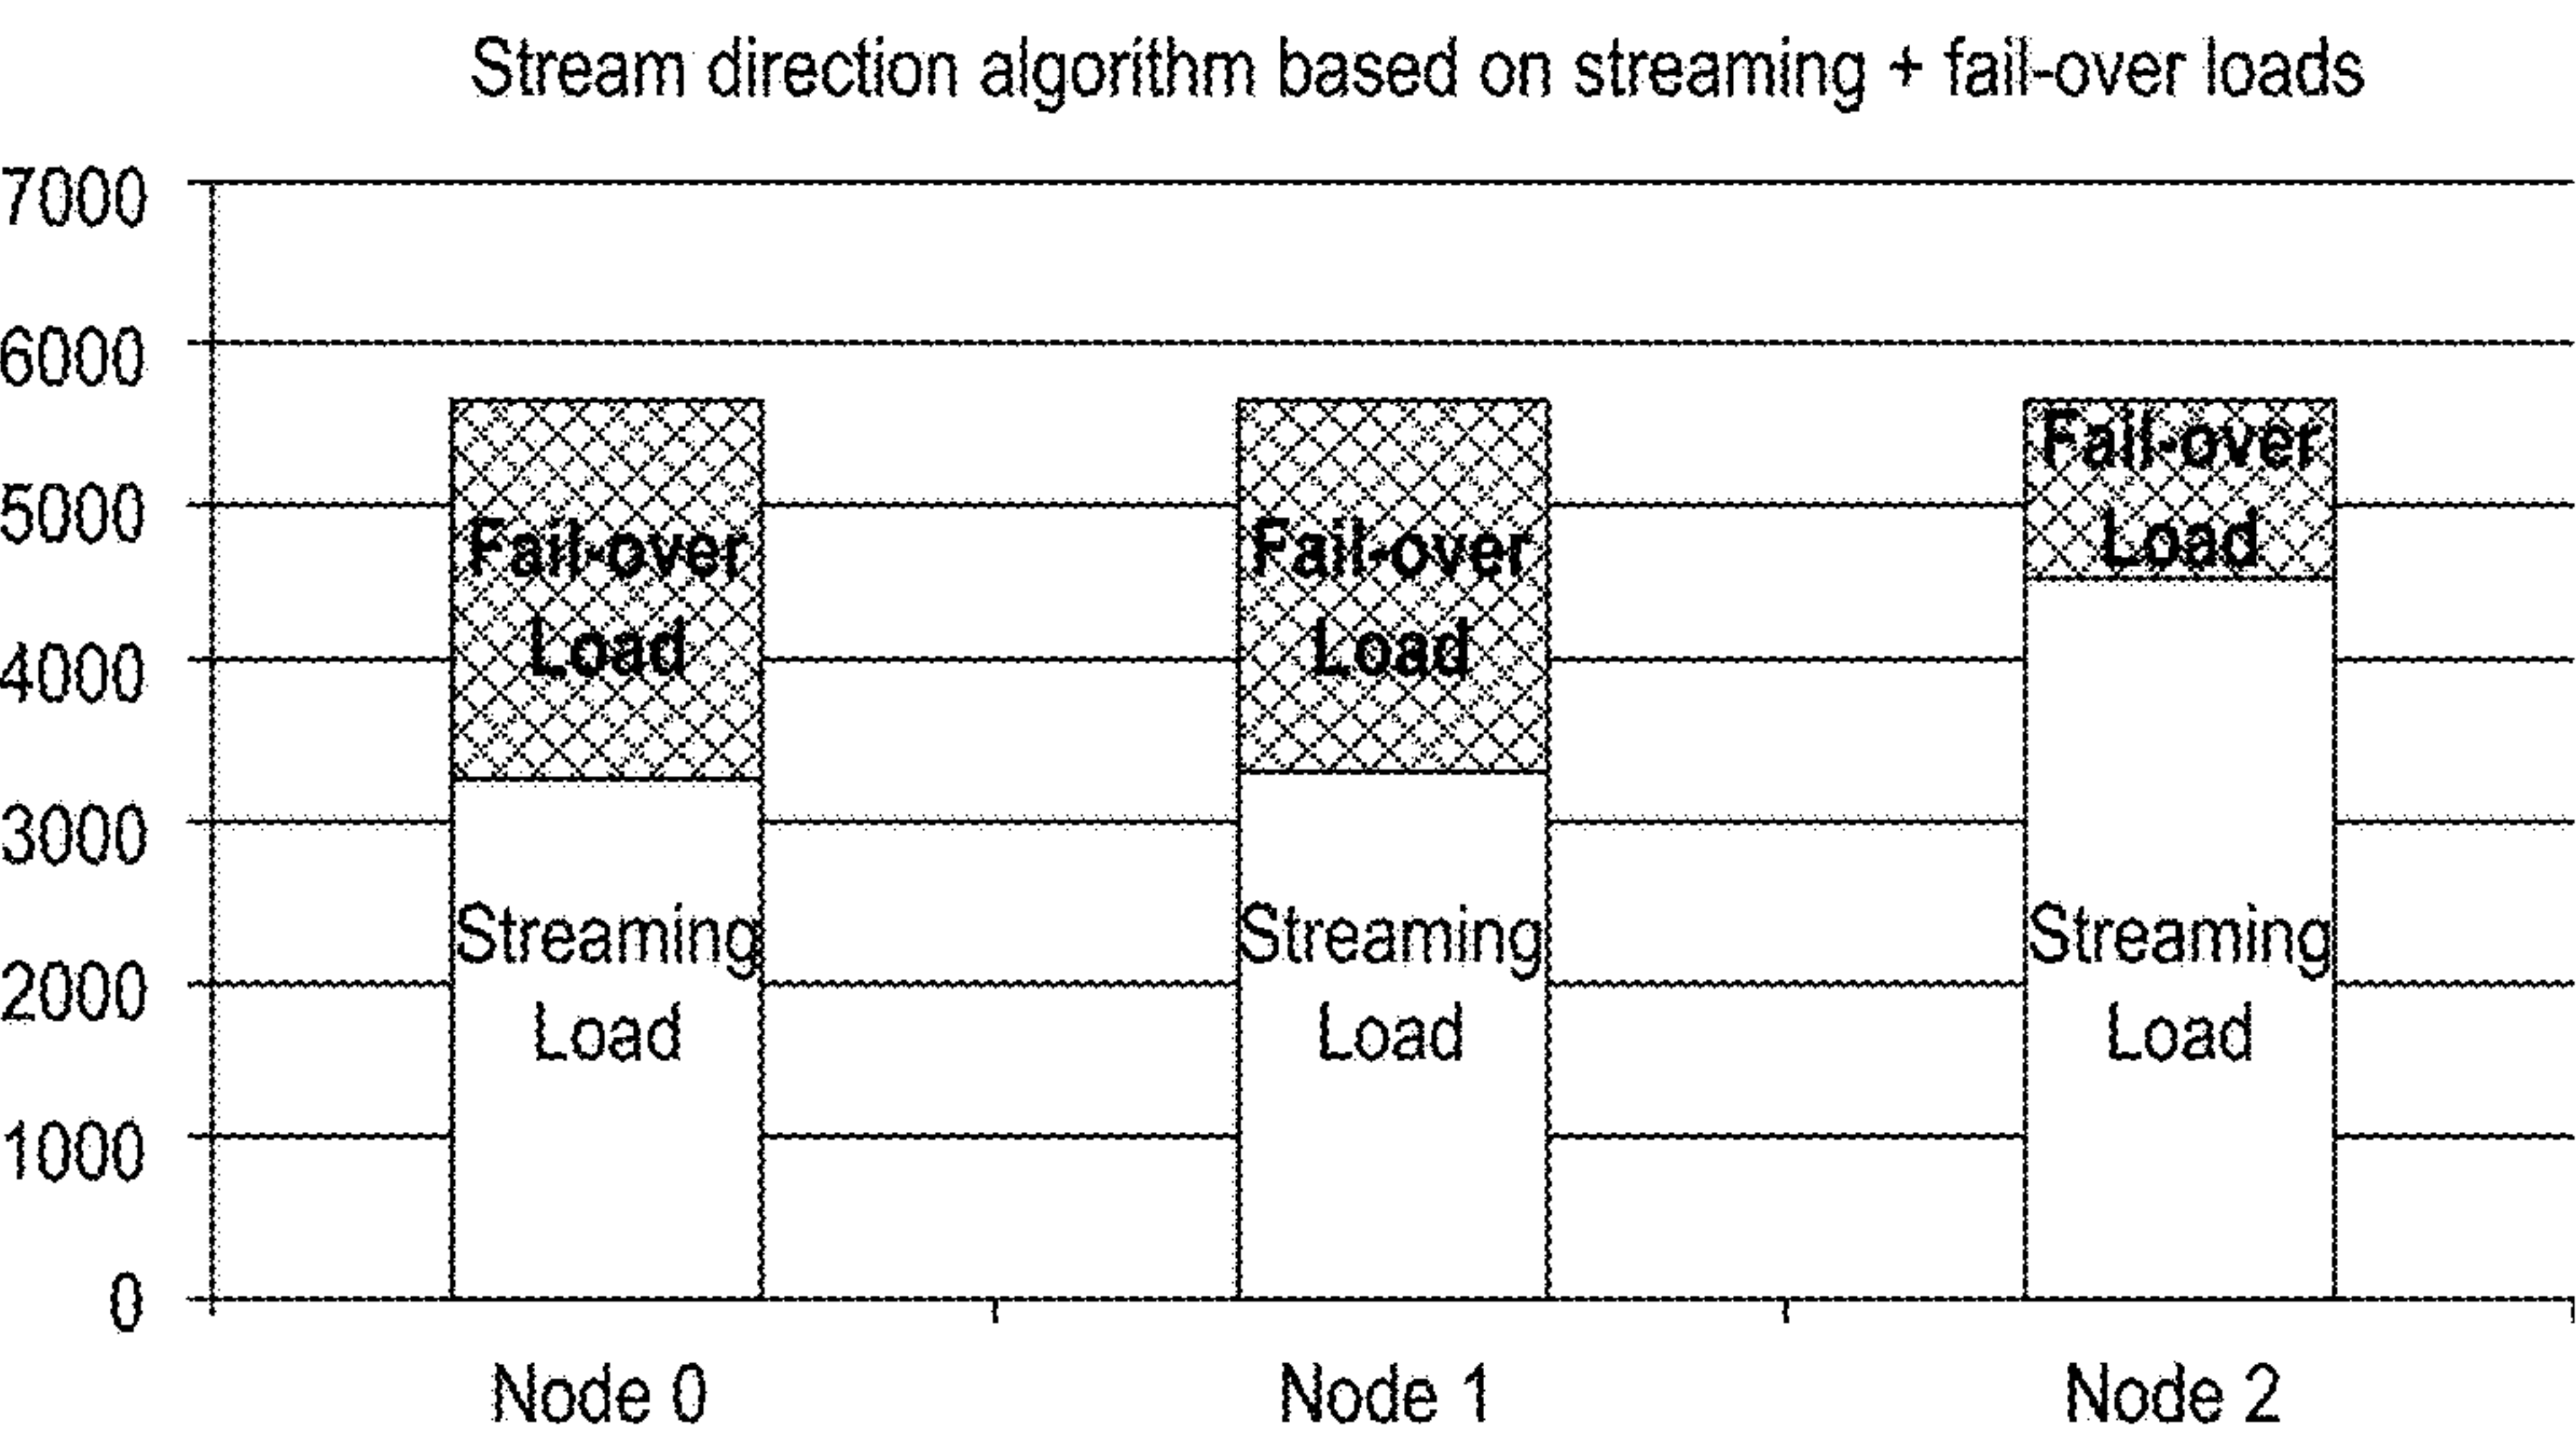 Stream direction algorithm based on streaming + fail-over loads
7000
6000
5000
4000
3000
2000
1000
0
Fail-over
Load
Streaming
Load
Fail-over
Load
Streaming
Load
Fail-over
Load
Streaming
Load
Node 0
Node 1
Node 2